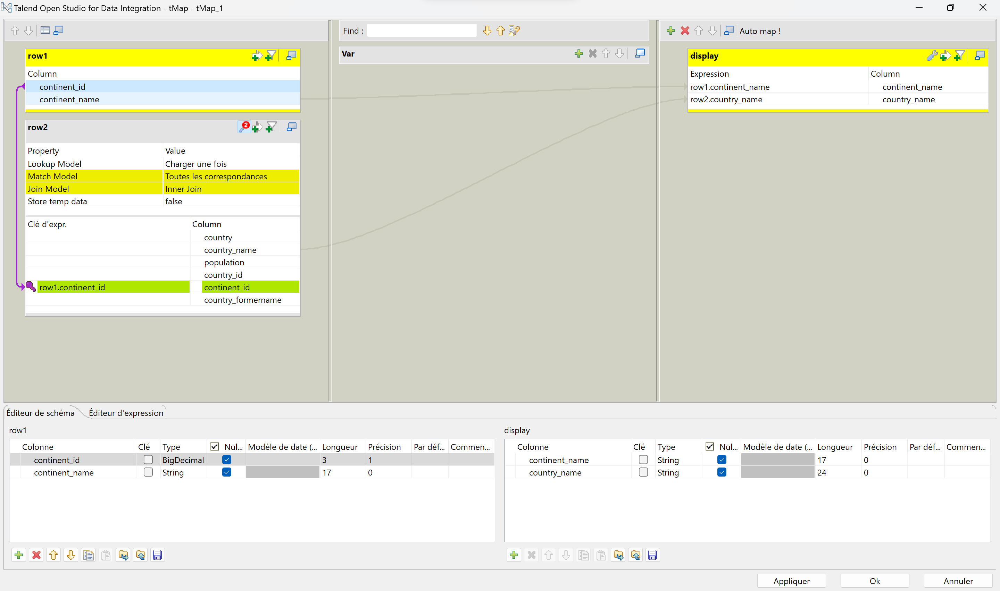 Talend Open Studio for Data Integration - tMap - tMap_1
Find :
Auto map !
row1
Column
continent_id
continent_name
row2
2
Property Value
Lookup Model Charger une fois
Match Model Toutes les correspondances
Join Model Inner Join
Store temp data false
Clé d'expr. Column
country
country_name
population
country_id
row1.continent_id continent_id
country_formername
Var
display
Expression Column
row1.continent_name continent_name
row2.country_name country_name
Éditeur de schéma Éditeur d'expression
row1
Colonne Clé Type Nul... Modèle de date (... Longueur Précision Par déf... Commen...
continent_id BigDecimal 3 1
continent_name String 17 0
display
Colonne Clé Type Nul... Modèle de date (... Longueur Précision Par déf... Commen...
continent_name String 17 0
country_name String 24 0
Appliquer Ok Annuler